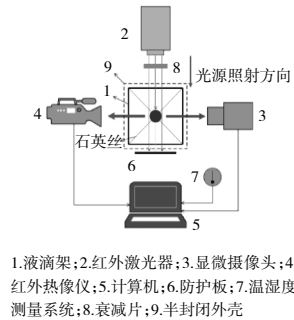 2
9
8
光源照射方向
1
4
3
石英丝
6
7
5
1.液滴架;2.红外激光器;3.显微摄像头;4
红外热像仪;5.计算机;6.防护板;7.温湿度
测量系统;8.衰减片;9.半封闭外壳